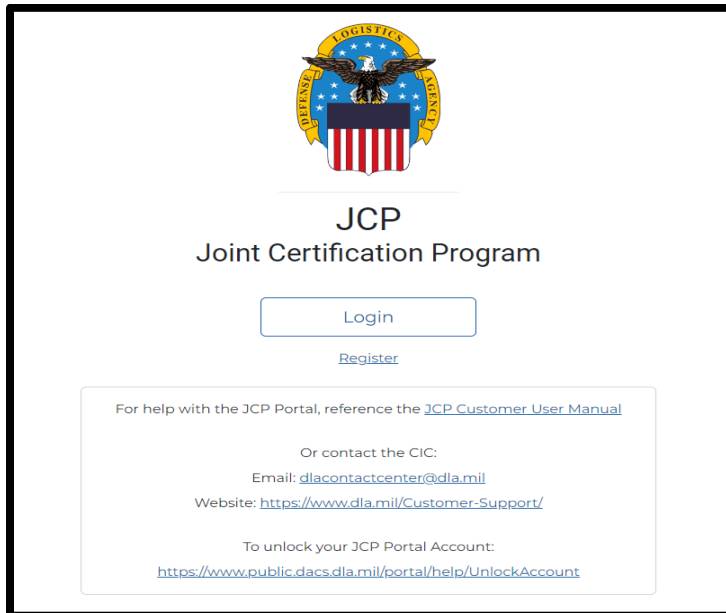 LOGISTICS
DEFENSE
AGENCY
JCP
Joint Certification Program
Login
Register
For help with the JCP Portal, reference the JCP Customer User Manual
Or contact the CIC:
Email: dlacontactcenter@dla.mil
Website: https://www.dla.mil/Customer-Support/
To unlock your JCP Portal Account:
https://www.public.dacs.dla.mil/portal/help/UnlockAccount